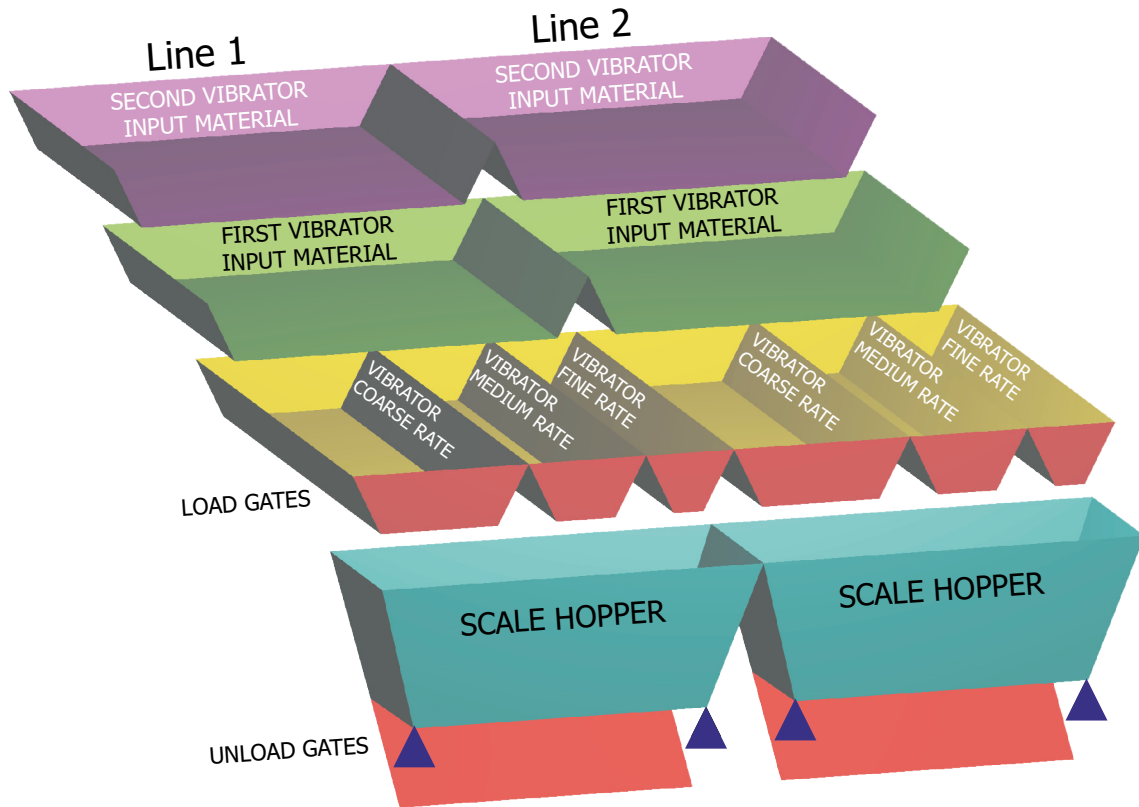 Line 1
Line 2
SECOND VIBRATOR
INPUT MATERIAL
SECOND VIBRATOR
INPUT MATERIAL
FIRST VIBRATOR
INPUT MATERIAL
FIRST VIBRATOR
INPUT MATERIAL
VIBRATOR
COARSE RATE
VIBRATOR
MEDIUM RATE
VIBRATOR
FINE RATE
VIBRATOR
COARSE RATE
VIBRATOR
MEDIUM RATE
VIBRATOR
FINE RATE
LOAD GATES
SCALE HOPPER
SCALE HOPPER
UNLOAD GATES